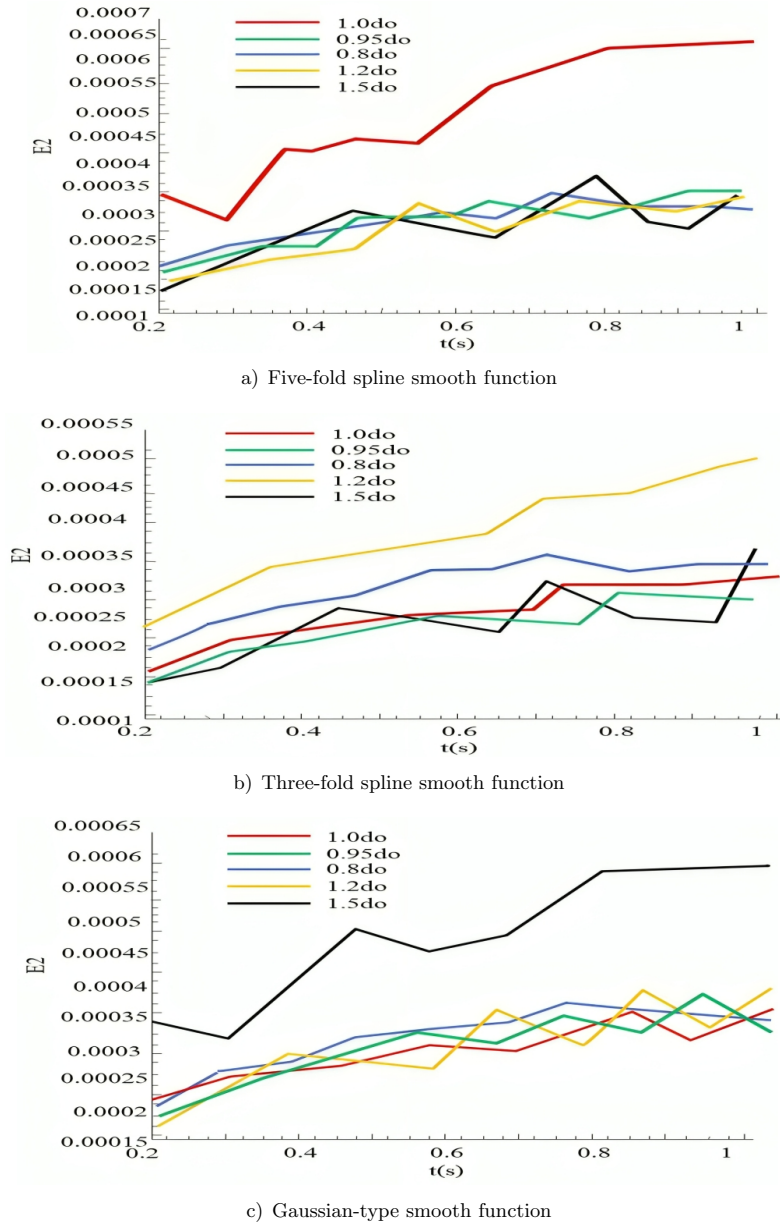 0.0007
0.00065
0.0006
0.00055
0.0005
0.00045
0.0004
0.00035
0.0003
0.00025
0.0002
0.00015
0.0001
E2
1.0do
0.95do
0.8do
1.2do
1.5do
0.2 0.4 0.6 0.8 1
t(s)
a) Five-fold spline smooth function
0.00055
0.0005
0.00045
0.0004
0.00035
0.0003
0.00025
0.0002
0.00015
0.0001
E2
1.0do
0.95do
0.8do
1.2do
1.5do
0.2 0.4 0.6 0.8 1
t(s)
b) Three-fold spline smooth function
0.00065
0.0006
0.00055
0.0005
0.00045
0.0004
0.00035
0.0003
0.00025
0.0002
0.00015
E2
1.0do
0.95do
0.8do
1.2do
1.5do
0.2 0.4 0.6 0.8 1
t(s)
c) Gaussian-type smooth function